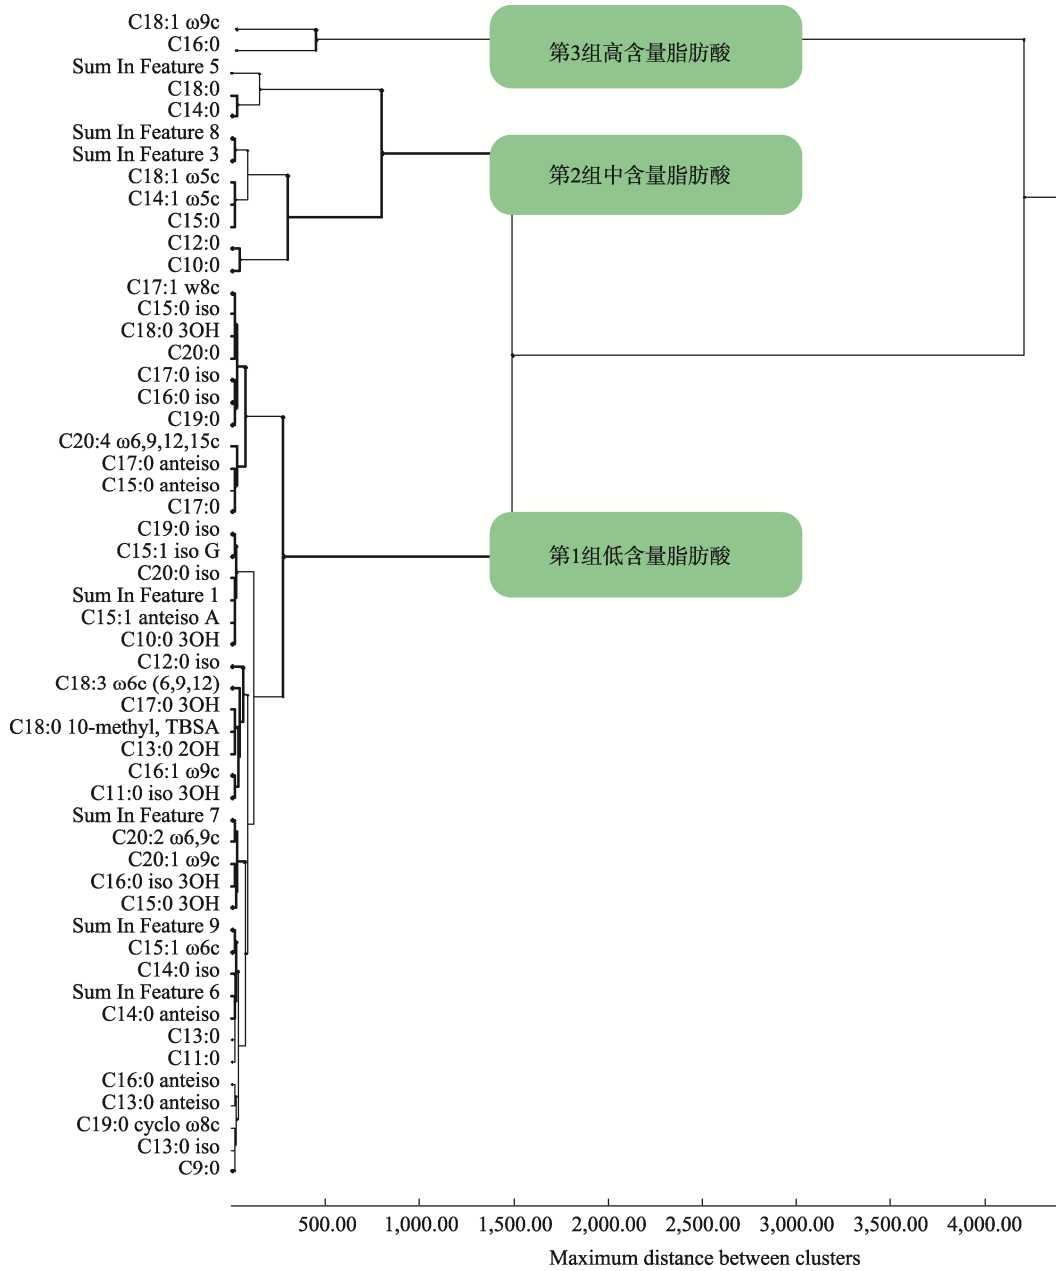 C18:1 ω9c
C16:0
第3组高含量脂肪酸
Sum In Feature 5
C18:0
C14:0
Sum In Feature 8
Sum In Feature 3
第2组中含量脂肪酸
C18:1 ω5c
C14:1 ω5c
C15:0
C12:0
C10:0
C17:1 w8c
C15:0 iso
C18:0 3OH
C20:0
C17:0 iso
C16:0 iso
C19:0
C20:4 ω6,9,12,15c
C17:0 anteiso
C15:0 anteiso
C17:0
C19:0 iso
C15:1 iso G
第1组低含量脂肪酸
C20:0 iso
Sum In Feature 1
C15:1 anteiso A
C10:0 3OH
C12:0 iso
C18:3 ω6c (6,9,12)
C17:0 3OH
C18:0 10-methyl, TBSA
C13:0 2OH
C16:1 ω9c
C11:0 iso 3OH
Sum In Feature 7
C20:2 ω6,9c
C20:1 ω9c
C16:0 iso 3OH
C15:0 3OH
Sum In Feature 9
C15:1 ω6c
C14:0 iso
Sum In Feature 6
C14:0 anteiso
C13:0
C11:0
C16:0 anteiso
C13:0 anteiso
C19:0 cyclo ω8c
C13:0 iso
C9:0
500.00 1,000.00 1,500.00 2,000.00 2,500.00 3,000.00 3,500.00 4,000.00
Maximum distance between clusters